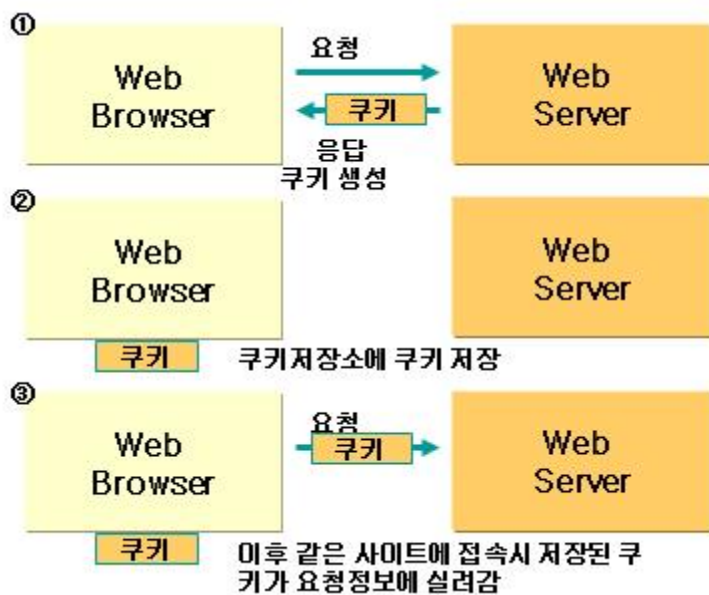 ①
Web
Browser
요청
쿠키
응답
쿠키 생성
Web
Server
②
Web
Browser
쿠키
쿠키저장소에 쿠키 저장
Web
Server
③
Web
Browser
쿠키
요청
쿠키
Web
Server
이후 같은 사이트에 접속시 저장된 쿠
키가 요청정보에 실려감